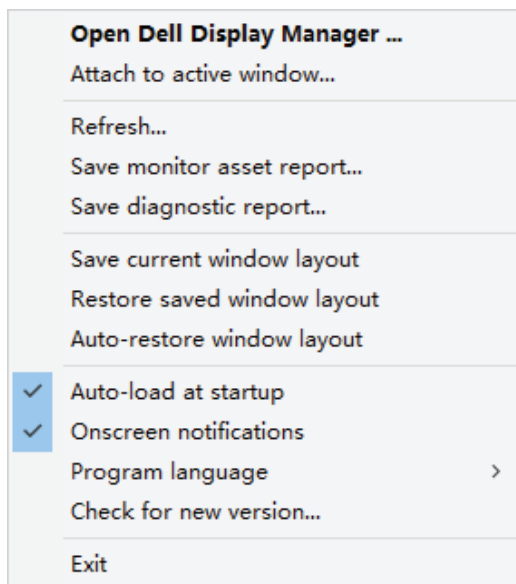 Open Dell Display Manager ...
Attach to active window...
Refresh...
Save monitor asset report...
Save diagnostic report...
Save current window layout
Restore saved window layout
Auto-restore window layout
Auto-load at startup
Onscreen notifications
Program language
Check for new version...
Exit